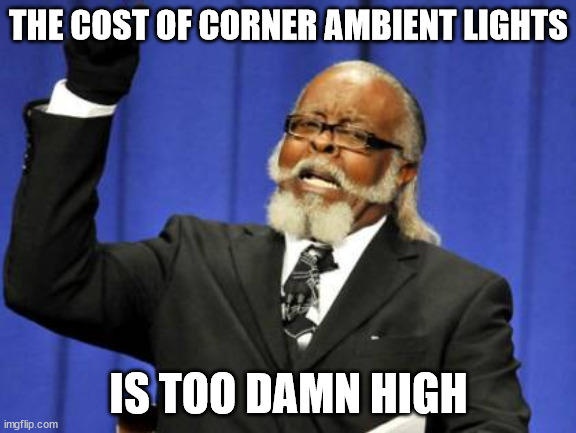 THE COST OF CORNER AMBIENT LIGHTS
IS TOO DAMN HIGH
imgflip.com